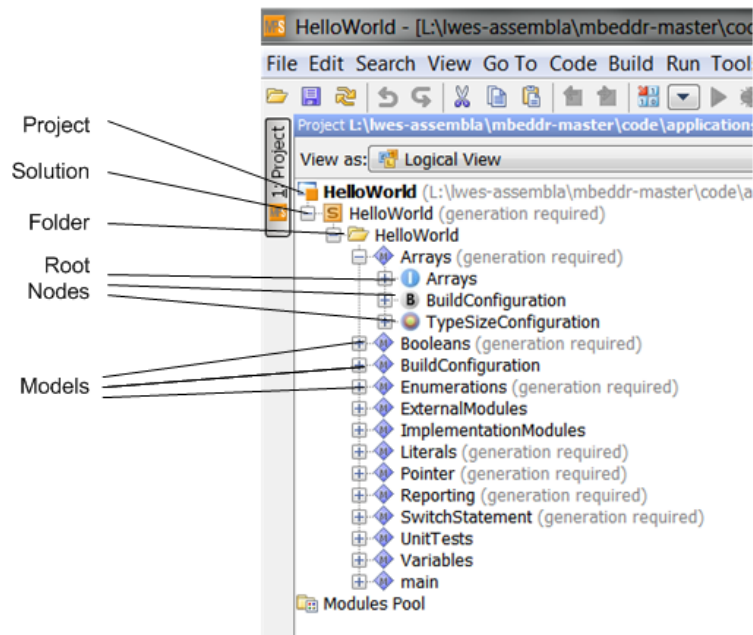 HelloWorld - [L:\lwes-assembla\mbeddr-master\cod
File Edit Search View Go To Code Build Run Tool
Project L:\lwes-assembla\mbeddr-master\code\application
1: Project
View as: Logical View
Project
HelloWorld (L:\lwes-assembla\mbeddr-master\code\a
Solution
S HelloWorld (generation required)
Folder
HelloWorld
M Arrays (generation required)
Root
Nodes
I Arrays
B BuildConfiguration
TypeSizeConfiguration
M Booleans (generation required)
M BuildConfiguration
Models
M Enumerations (generation required)
M ExternalModules
M ImplementationModules
M Literals (generation required)
M Pointer (generation required)
M Reporting (generation required)
M SwitchStatement (generation required)
M UnitTests
M Variables
M main
Modules Pool